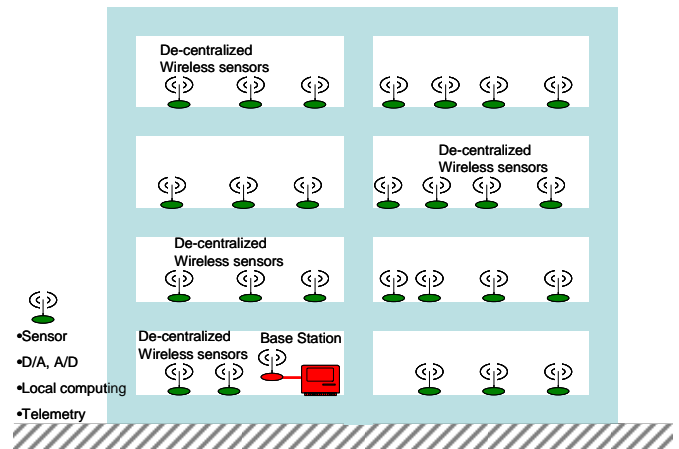 De-centralized
Wireless sensors
De-centralized
Wireless sensors
De-centralized
Wireless sensors
De-centralized
Wireless sensors
Base Station
•Sensor
•D/A, A/D
•Local computing
•Telemetry